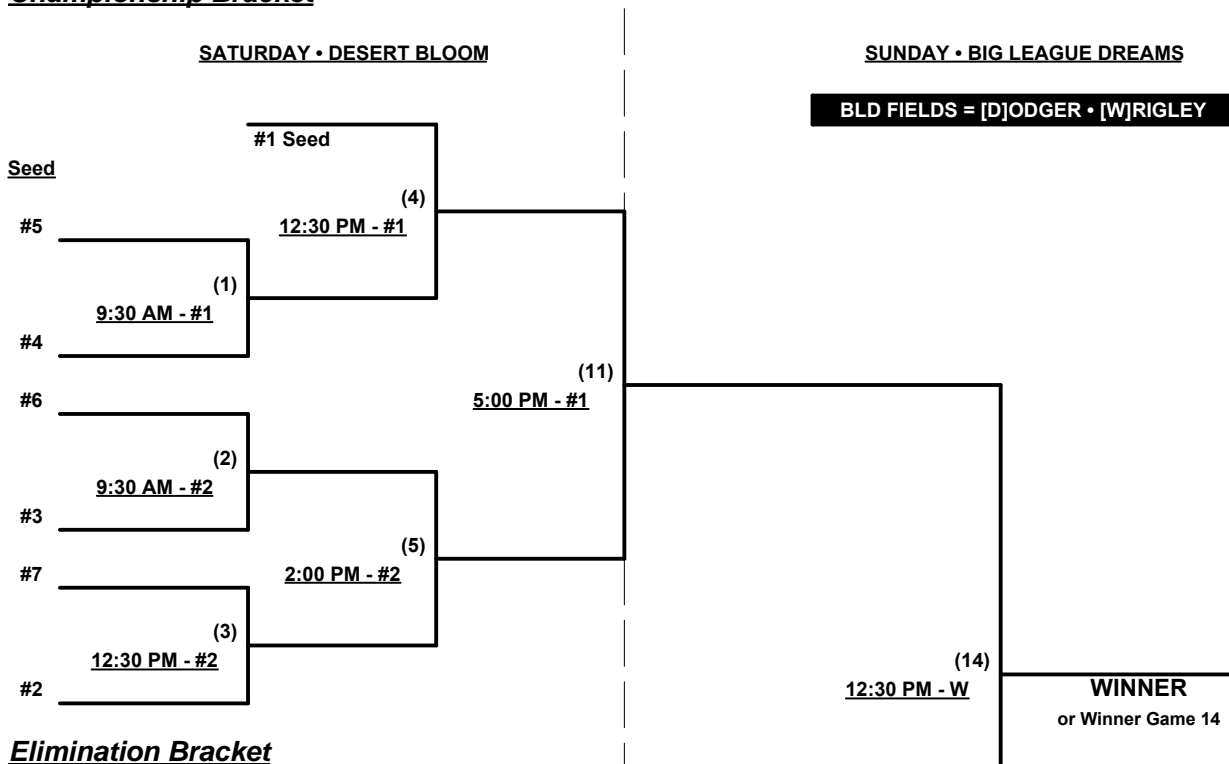 Championship Bracket
SATURDAY • DESERT BLOOM
SUNDAY • BIG LEAGUE DREAMS
BLD FIELDS = [D]ODGER • [W]RIGLEY
#1 Seed
Seed
(4)
12:30 PM - #1
#5
(1)
9:30 AM - #1
#4
(11)
5:00 PM - #1
#6
(2)
9:30 AM - #2
#3
(5)
2:00 PM - #2
#7
(3)
12:30 PM - #2
#2
(14)
12:30 PM - W
WINNER
or Winner Game 14
Elimination Bracket